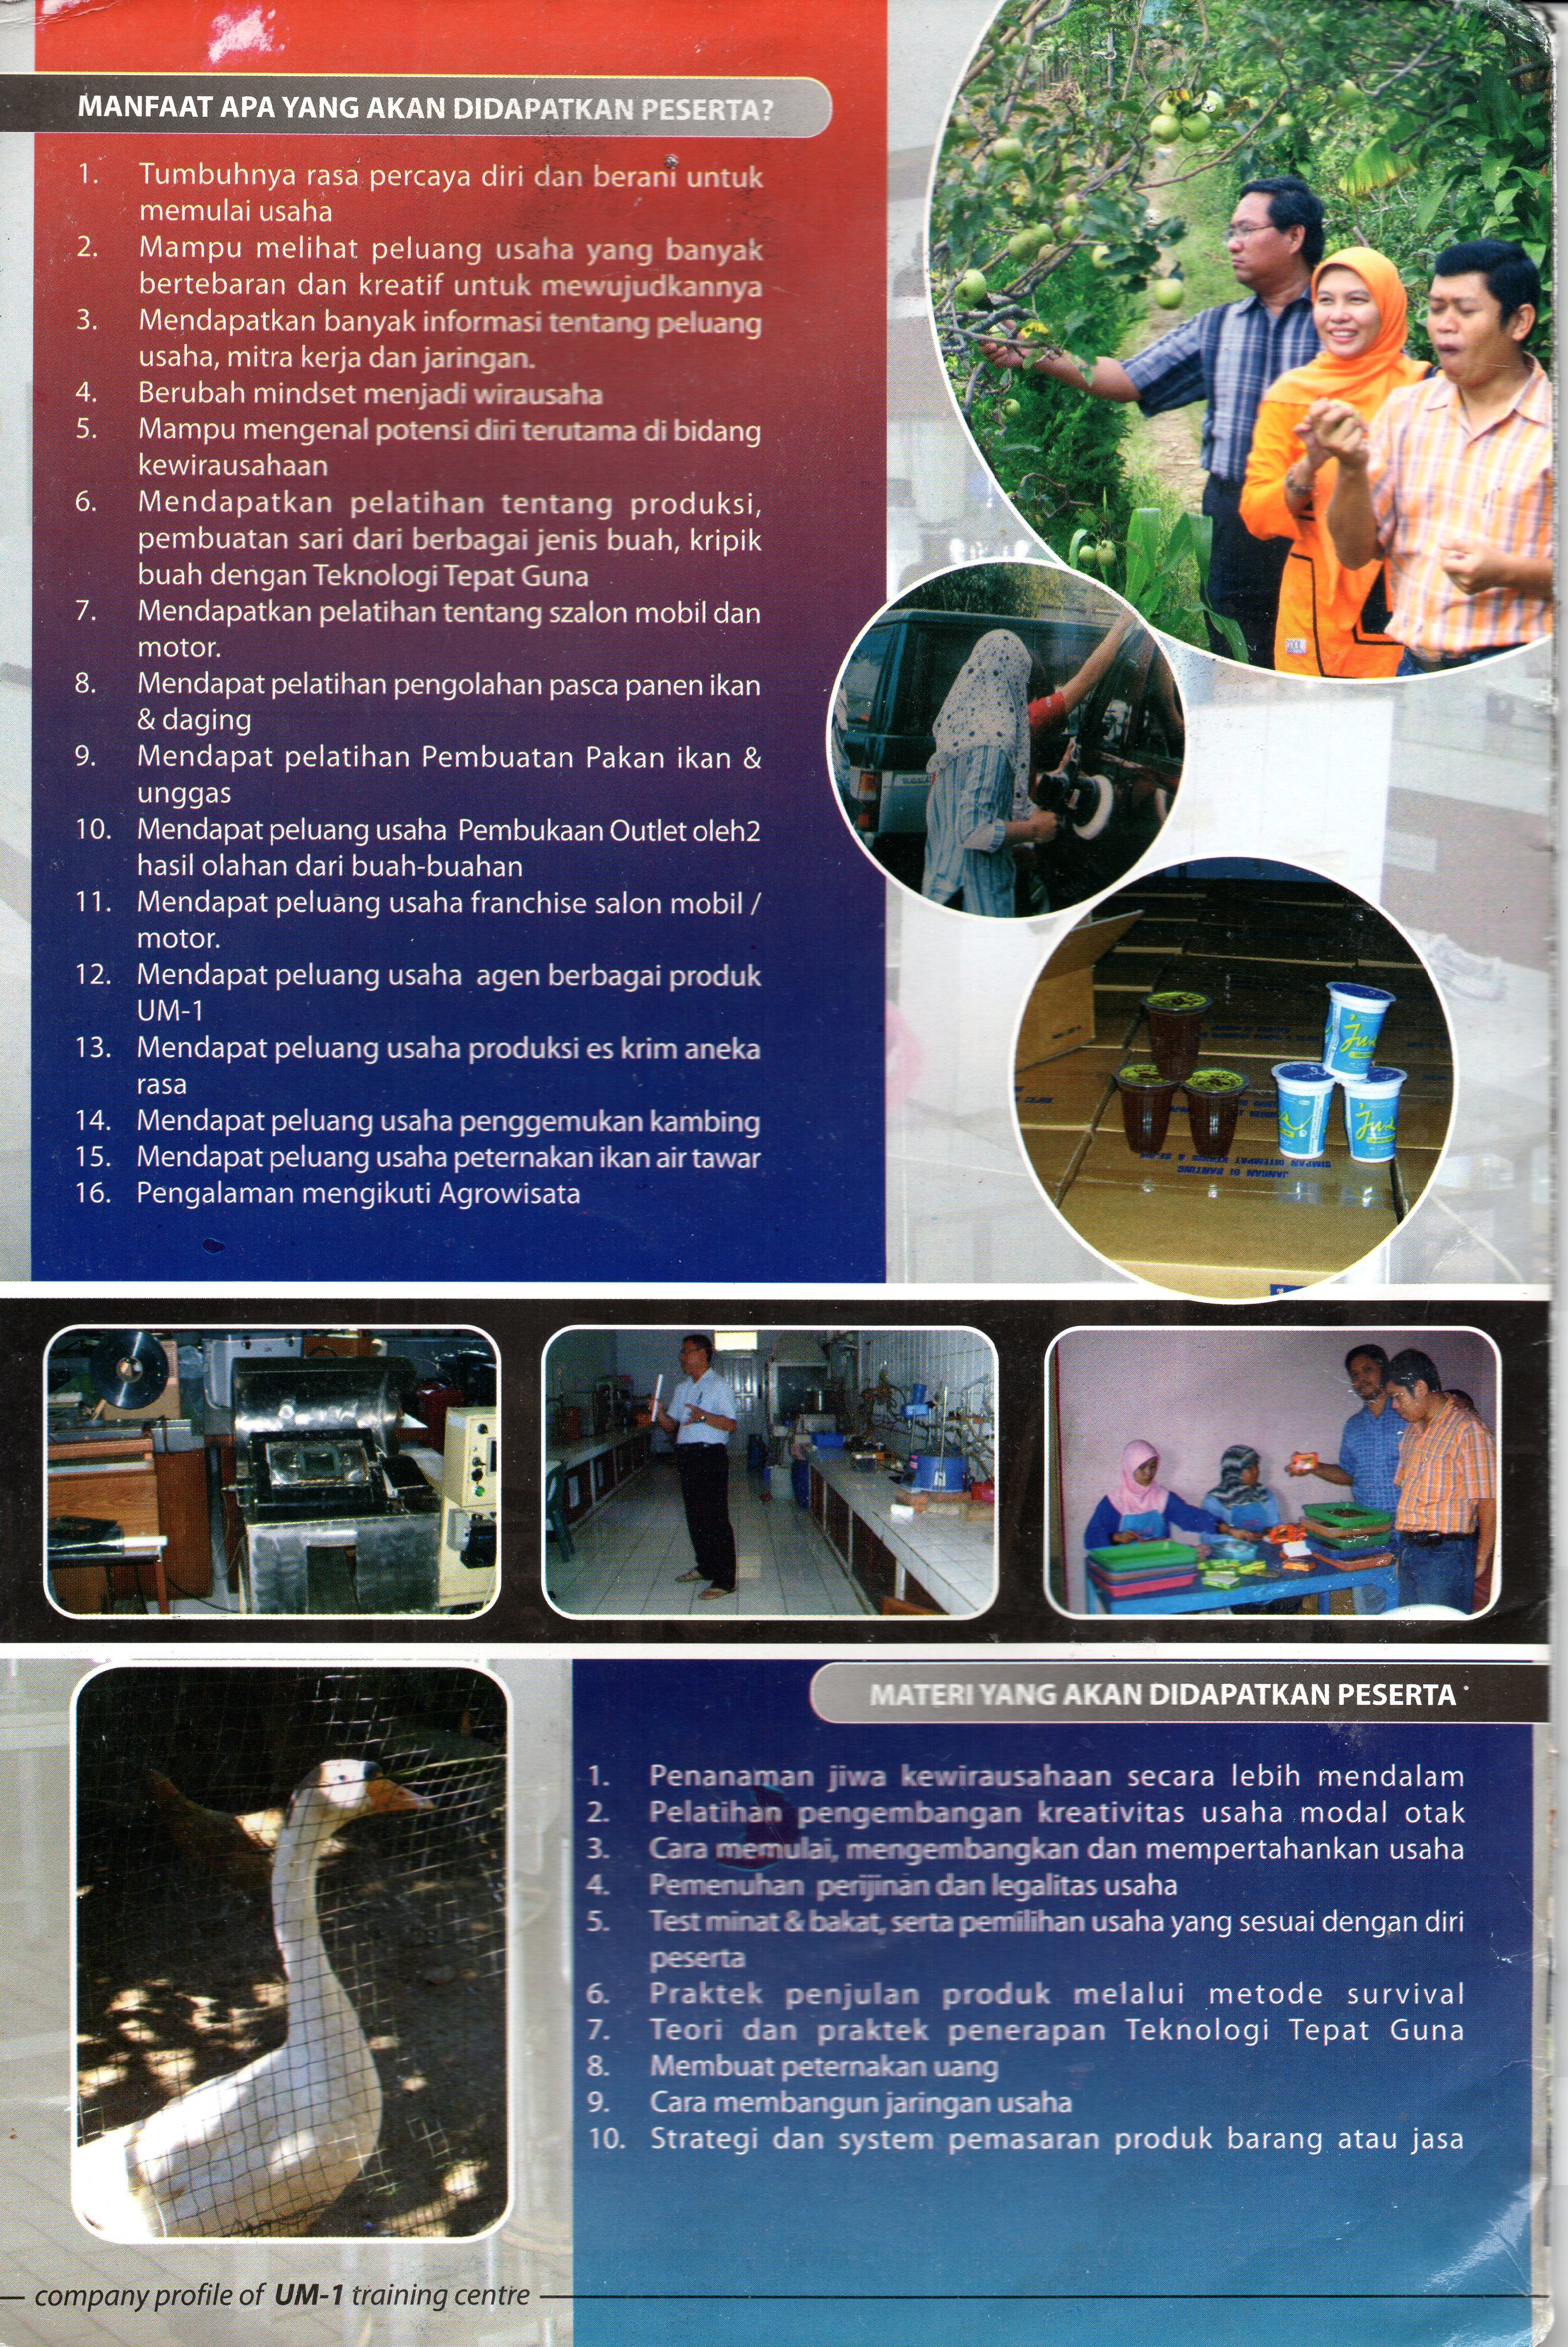 MANFAAT APA YANG AKAN DIDAPATKAN PESERTA?
1. Tumbuhnya rasa percaya diri dan berani untuk
memulai usaha
2. Mampu melihat peluang usaha yang banyak
bertebaran dan kreatif untuk mewujudkannya
3. Mendapatkan banyak informasi tentang peluang
usaha, mitra kerja dan jaringan.
4. Berubah mindset menjadi wirausaha
5. Mampu mengenal potensi diri terutama di bidang
kewirausahaan
6. Mendapatkan pelatihan tentang produksi,
pembuatan sari dari berbagai jenis buah, kripik
buah dengan Teknologi Tepat Guna
7. Mendapatkan pelatihan tentang szalon mobil dan
motor.
8. Mendapat pelatihan pengolahan pasca panen ikan
& daging
9. Mendapat pelatihan Pembuatan Pakan ikan &
unggas
10. Mendapat peluang usaha Pembukaan Outlet oleh2
hasil olahan dari buah-buahan
11. Mendapat peluang usaha franchise salon mobil /
motor.
12. Mendapat peluang usaha agen berbagai produk
UM-1
13. Mendapat peluang usaha produksi es krim aneka
rasa
14. Mendapat peluang usaha penggemukan kambing
15. Mendapat peluang usaha peternakan ikan air tawar
16. Pengalaman mengikuti Agrowisata
SIMPAN DITEMPAT
JANGAN DI BANTING
MATERI YANG AKAN DIDAPATKAN PESERTA
1. Penanaman jiwa kewirausahaan secara lebih mendalam
2. Pelatihan pengembangan kreativitas usaha modal otak
3. Cara memulai, mengembangkan dan mempertahankan usaha
4. Pemenuhan perijinan dan legalitas usaha
5. Test minat & bakat, serta pemilihan usaha yang sesuai dengan diri
peserta
6. Praktek penjulan produk melalui metode survival
7. Teori dan praktek penerapan Teknologi Tepat Guna
8. Membuat peternakan uang
9. Cara membangun jaringan usaha
10. Strategi dan system pemasaran produk barang atau jasa
company profile of UM-1 training centre